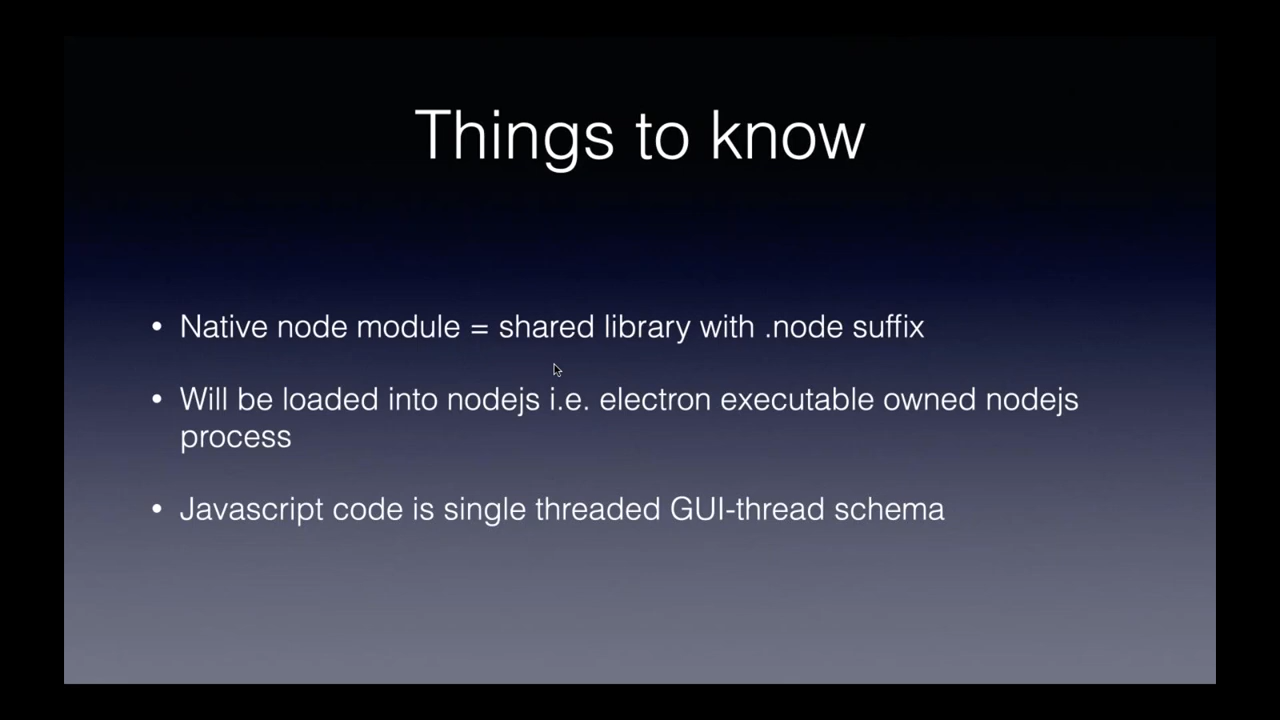 Things to know
• Native node module = shared library with .node suffix
• Will be loaded into nodejs i.e. electron executable owned nodejs
process
• Javascript code is single threaded GUI-thread schema